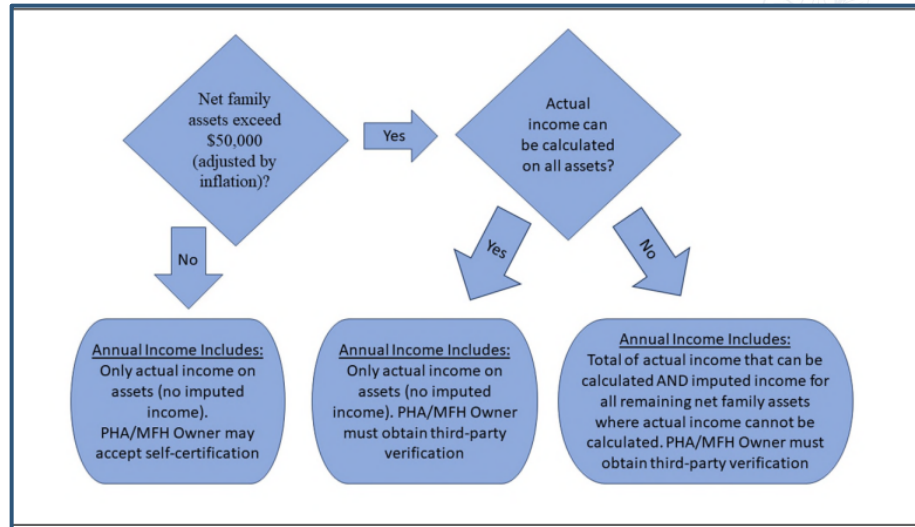 Net family
assets exceed
$50,000
(adjusted by
inflation)?
Yes
Actual
income can
be calculated
on all assets?
No
Yes
No
Annual Income Includes:
Only actual income on
assets (no imputed
income).
PHA/MFH Owner may
accept self-certification
Annual Income Includes:
Only actual income on
assets (no imputed
income). PHA/MFH Owner
must obtain third-party
verification
Annual Income Includes:
Total of actual income that can be
calculated AND imputed income for
all remaining net family assets
where actual income cannot be
calculated. PHA/MFH Owner must
obtain third-party verification